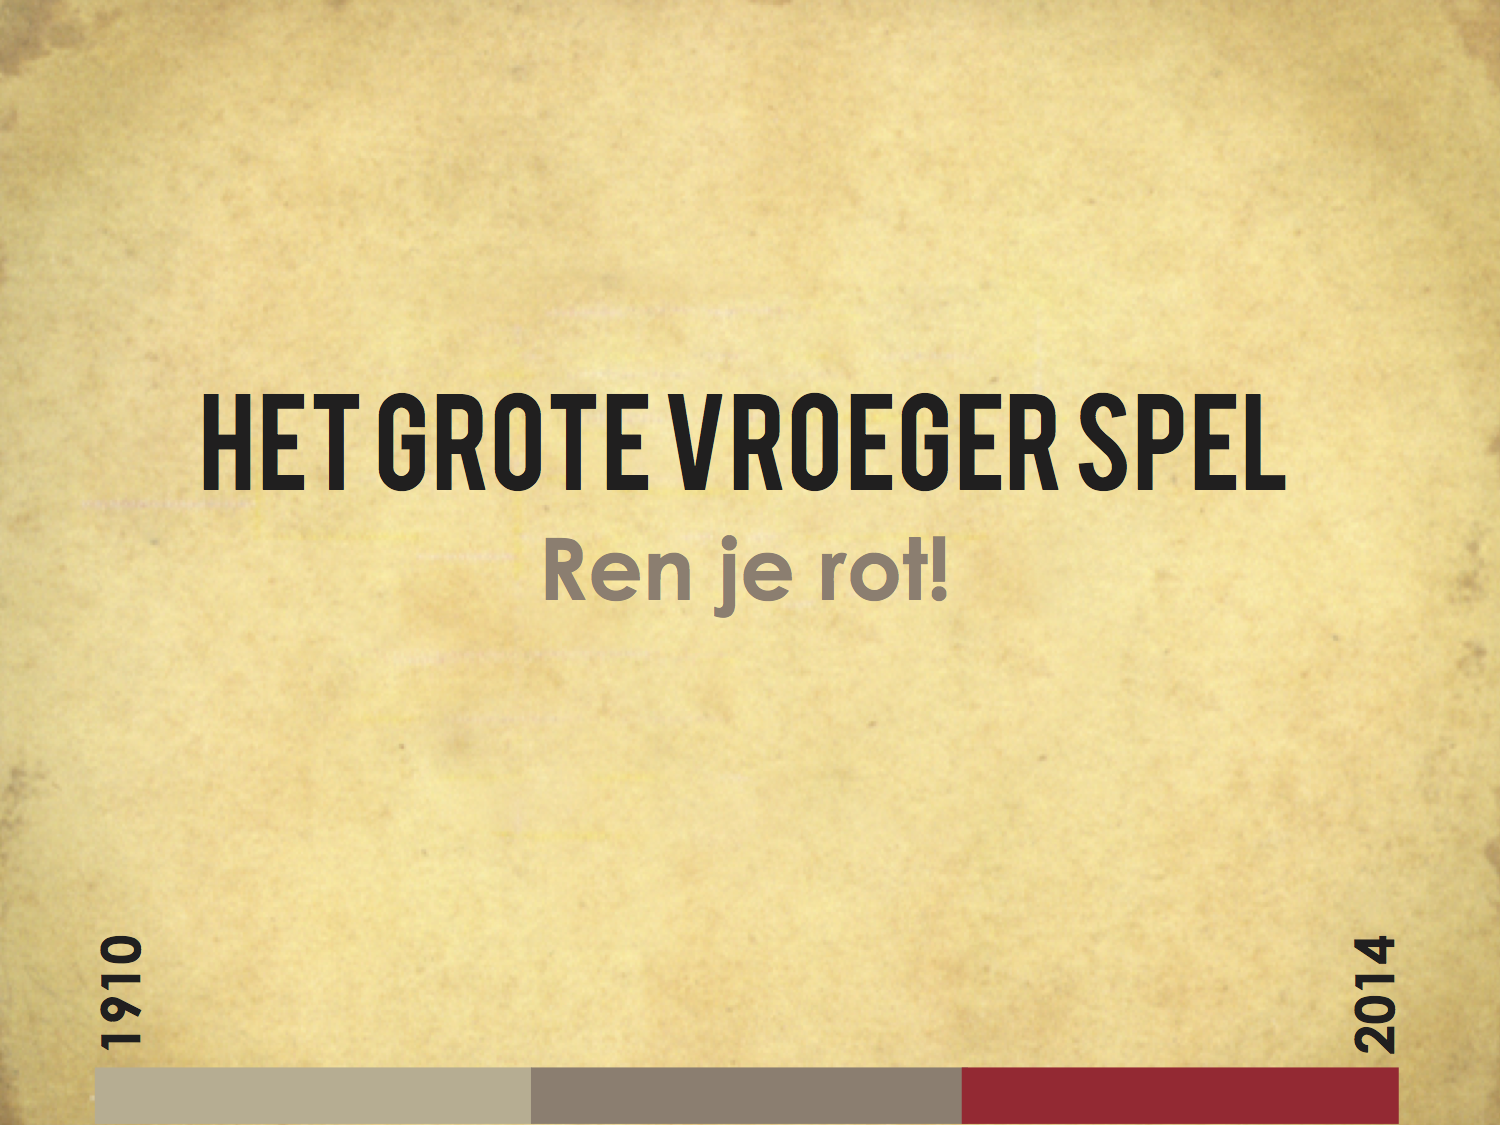 HET GROTE VROEGER SPEL
Ren je rot!
1910
2014